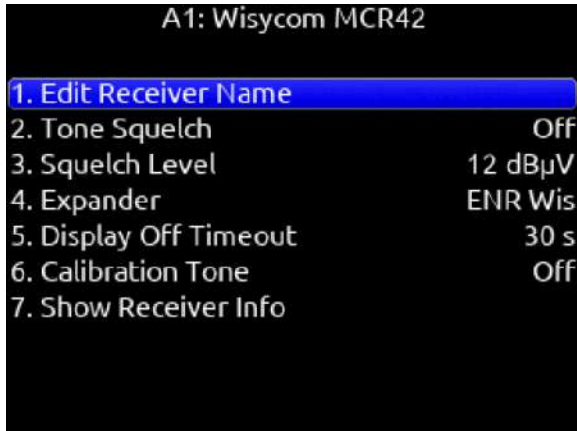 A1: Wisycom MCR42
1. Edit Receiver Name
2. Tone Squelch Off
3. Squelch Level 12 dBµV
4. Expander ENR Wis
5. Display Off Timeout 30 s
6. Calibration Tone Off
7. Show Receiver Info